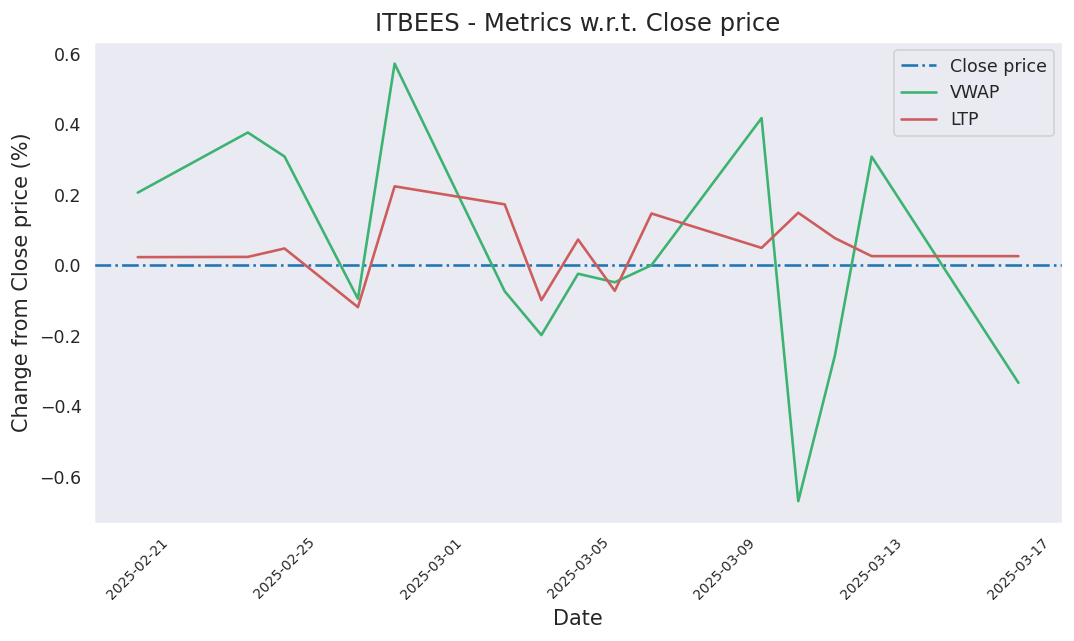 ITBEES - Metrics w.r.t. Close price
Close price
VWAP
LTP
Change from Close price (%)
0.6
0.4
0.2
0.0
−0.2
−0.4
−0.6
2025-02-21
2025-02-25
2025-03-01
2025-03-05
2025-03-09
2025-03-13
2025-03-17
Date